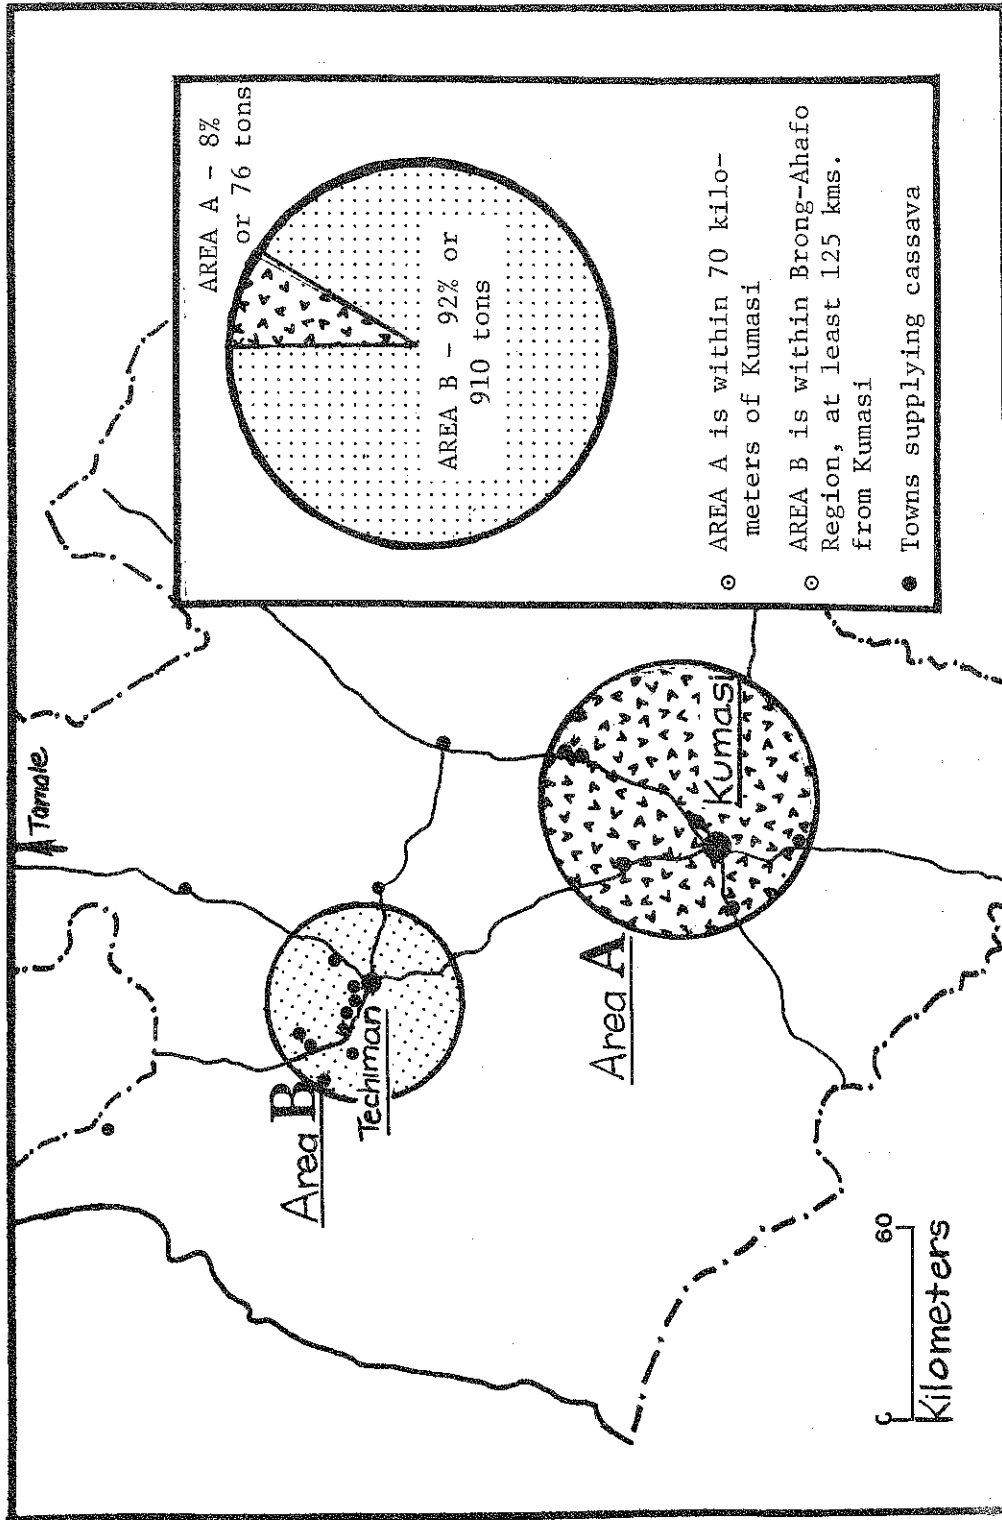 Tamale
Area B
Techiman
Area A
Kumasi
C 60
Kilometers
AREA A - 8%
or 76 tons
AREA B - 92% or
910 tons
AREA A is within 70 kilo-
meters of Kumasi
AREA B is within Brong-Ahafo
Region, at least 125 kms.
from Kumasi
Towns supplying cassava